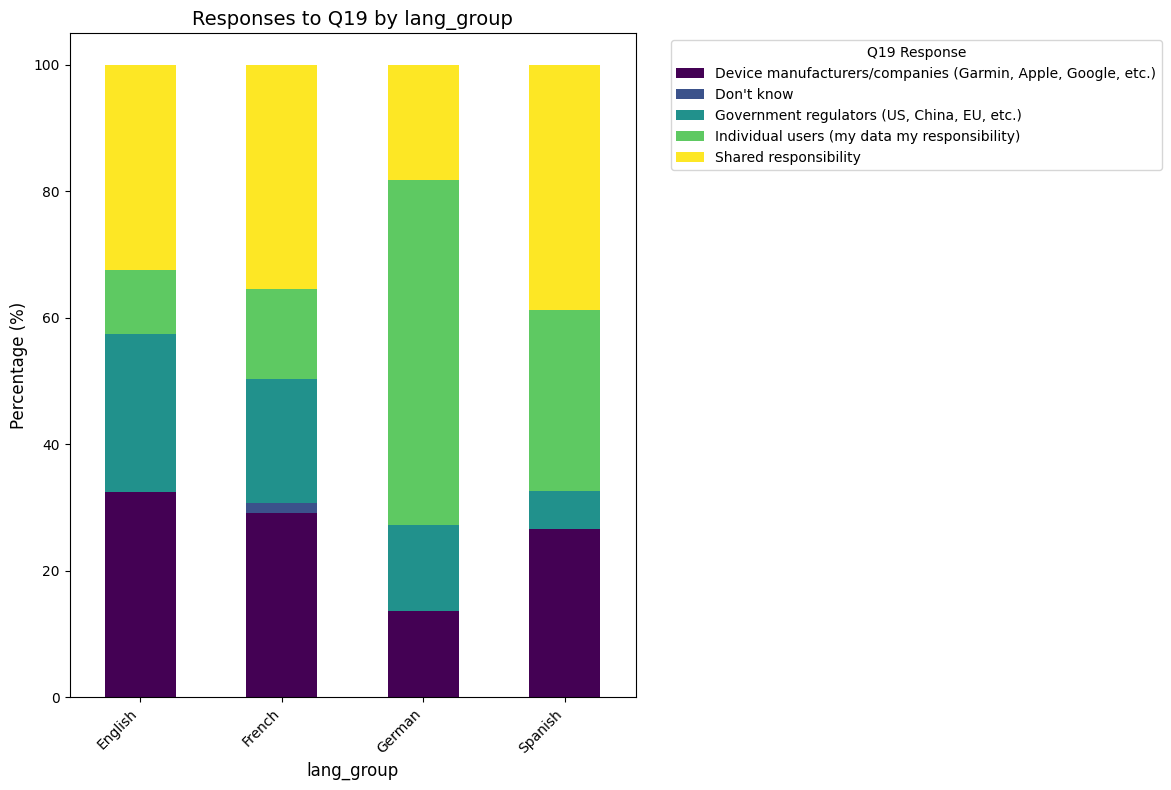 Responses to Q19 by lang_group
Q19 Response
Device manufacturers/companies (Garmin, Apple, Google, etc.)
Don't know
Government regulators (US, China, EU, etc.)
Individual users (my data my responsibility)
Shared responsibility
Percentage (%)
100
80
60
40
20
0
English
French
German
Spanish
lang_group